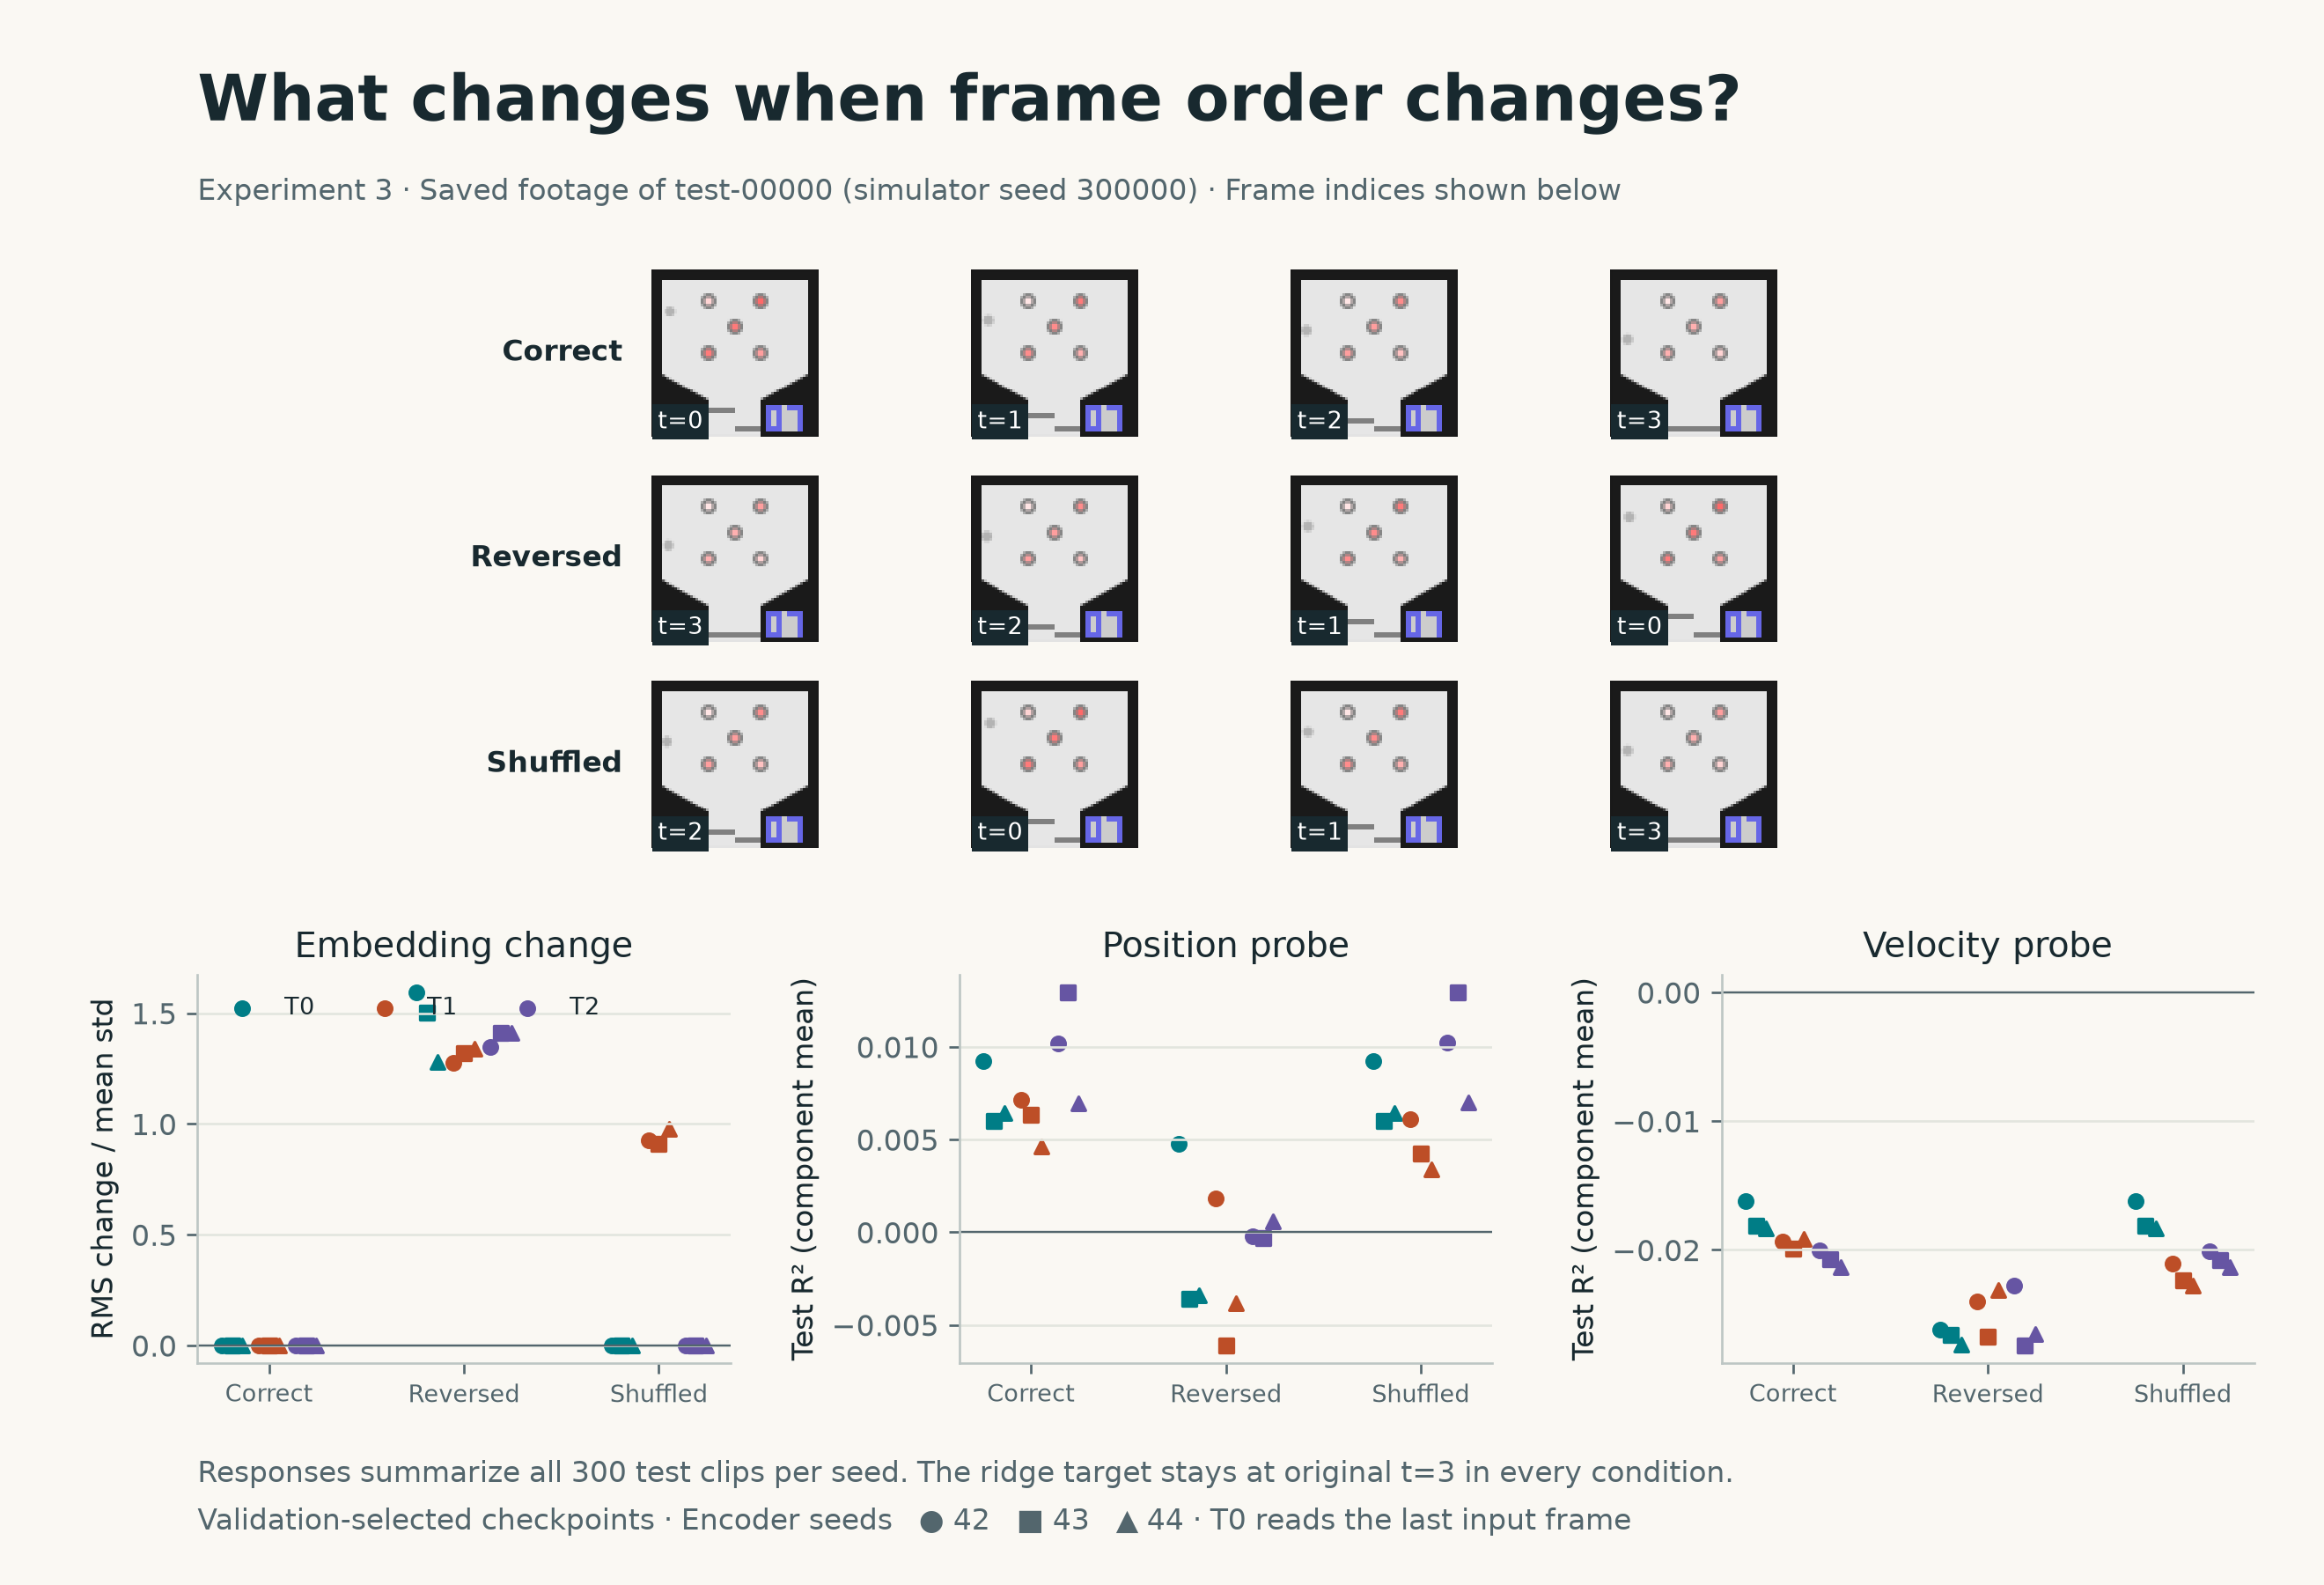 What changes when frame order changes?
Experiment 3 · Saved footage of test-00000 (simulator seed 300000) · Frame indices shown below
Correct
t=0
t=1
t=2
t=3
Reversed
t=3
t=2
t=1
t=0
Shuffled
t=2
t=0
t=1
t=3
Embedding change
RMS change / mean std
1.5
1.0
0.5
0.0
T0
T1
T2
Correct
Reversed
Shuffled
Position probe
Test R² (component mean)
0.010
0.005
0.000
−0.005
Correct
Reversed
Shuffled
Velocity probe
Test R² (component mean)
0.00
−0.01
−0.02
Correct
Reversed
Shuffled
Responses summarize all 300 test clips per seed. The ridge target stays at original t=3 in every condition.
Validation-selected checkpoints · Encoder seeds ● 42 ■ 43 ▲ 44 · T0 reads the last input frame